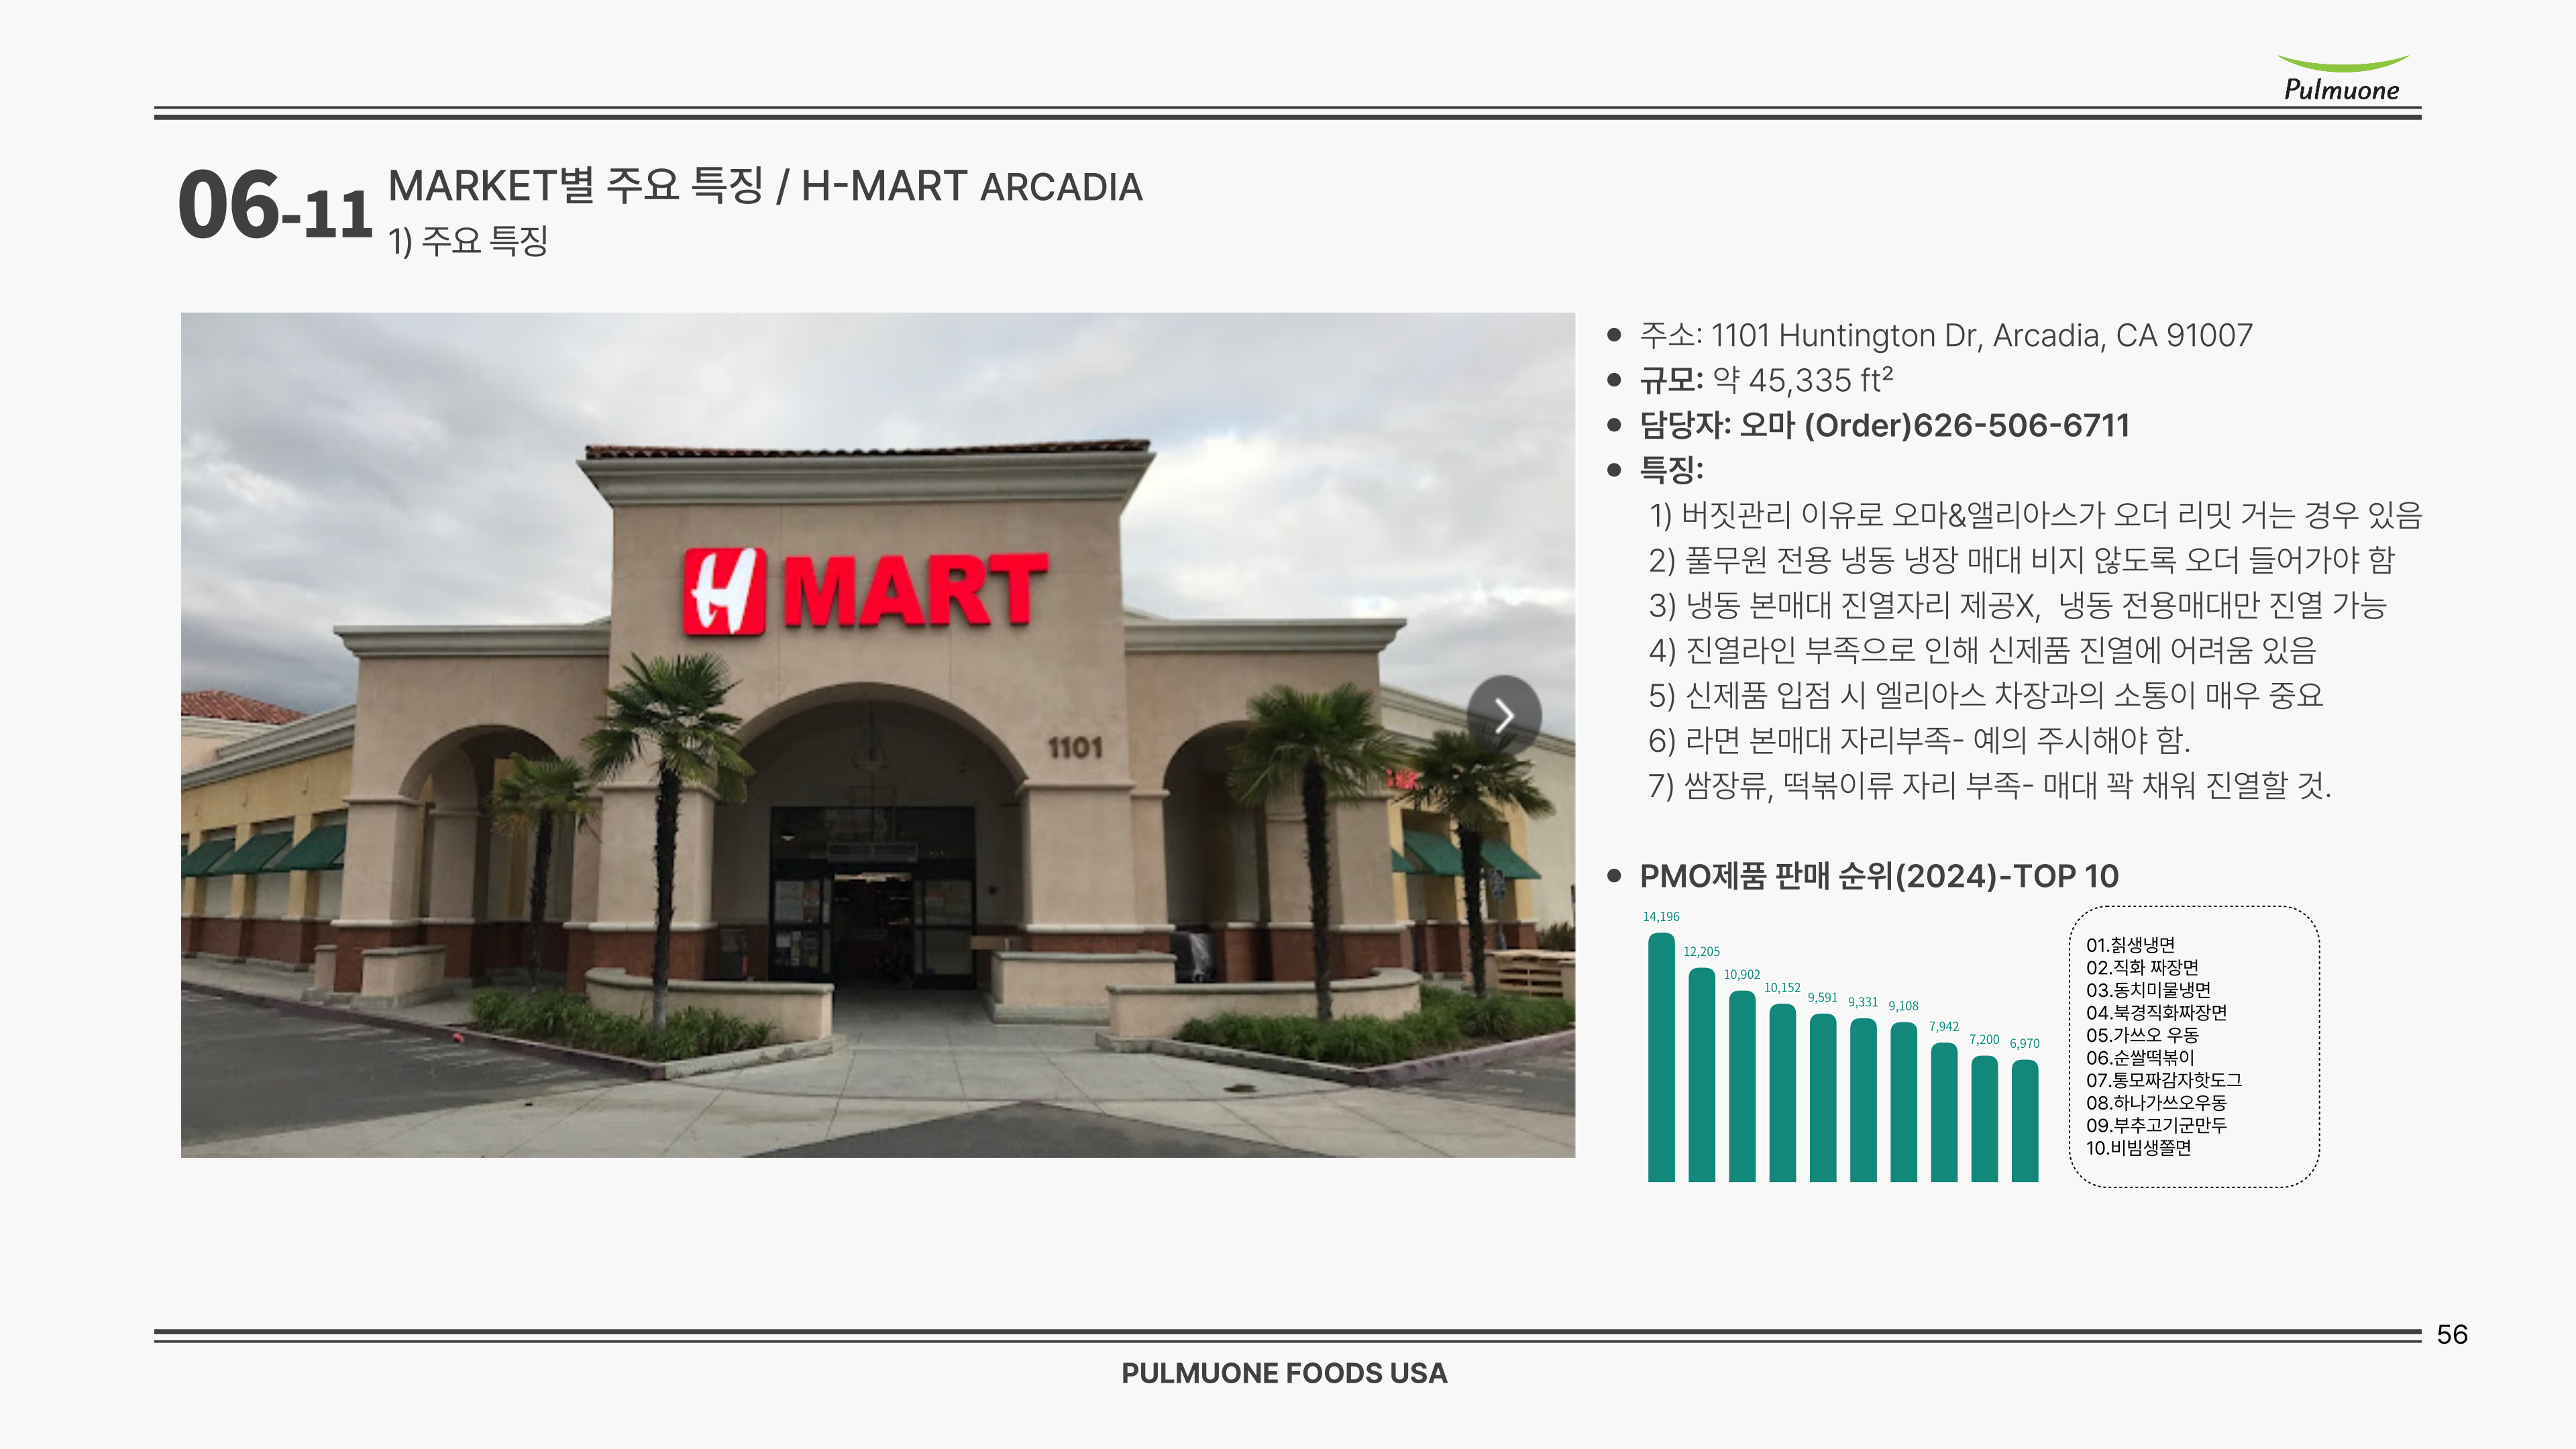 Pulmuone
06-11
MARKET별 주요 특징 / H-MART ARCADIA
1) 주요 특징
H MART
1101
주소: 1101 Huntington Dr, Arcadia, CA 91007
규모: 약 45,335 ft²
담당자: 오마 (Order)626-506-6711
특징:
1) 버짓관리 이유로 오마&앨리아스가 오더 리밋 거는 경우 있음
2) 풀무원 전용 냉동 냉장 매대 비지 않도록 오더 들어가야 함
3) 냉동 본매대 진열자리 제공X, 냉동 전용매대만 진열 가능
4) 진열라인 부족으로 인해 신제품 진열에 어려움 있음
5) 신제품 입점 시 엘리아스 차장과의 소통이 매우 중요
6) 라면 본매대 자리부족- 예의 주시해야 함.
7) 쌈장류, 떡볶이류 자리 부족- 매대 꽉 채워 진열할 것.
PMO제품 판매 순위(2024)-TOP 10
14,196
12,205
10,902
10,152
9,591
9,331
9,108
7,942
7,200
6,970
01.칡생냉면
02.직화 짜장면
03.동치미물냉면
04.북경직화짜장면
05.가쓰오 우동
06.순쌀떡볶이
07.통모짜감자핫도그
08.하나가쓰오우동
09.부추고기군만두
10.비빔생쫄면
56
PULMUONE FOODS USA